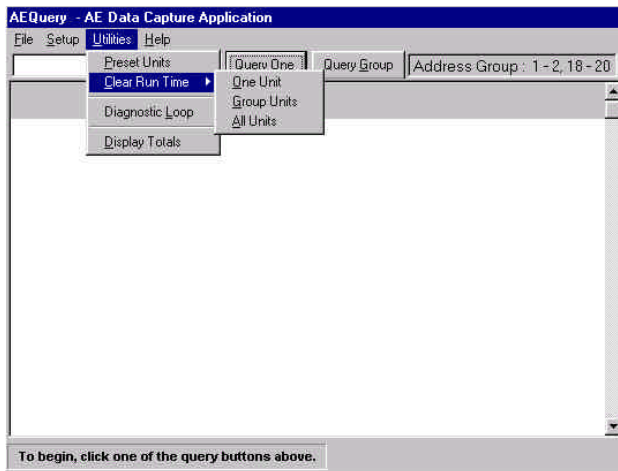 AEQuery - AE Data Capture Application
File Setup Utilities Help
Query One Query Group Address Group : 1 - 2, 18 - 20
Preset Units
Clear Run Time
Diagnostic Loop
Display Totals
One Unit
Group Units
All Units
To begin, click one of the query buttons above.